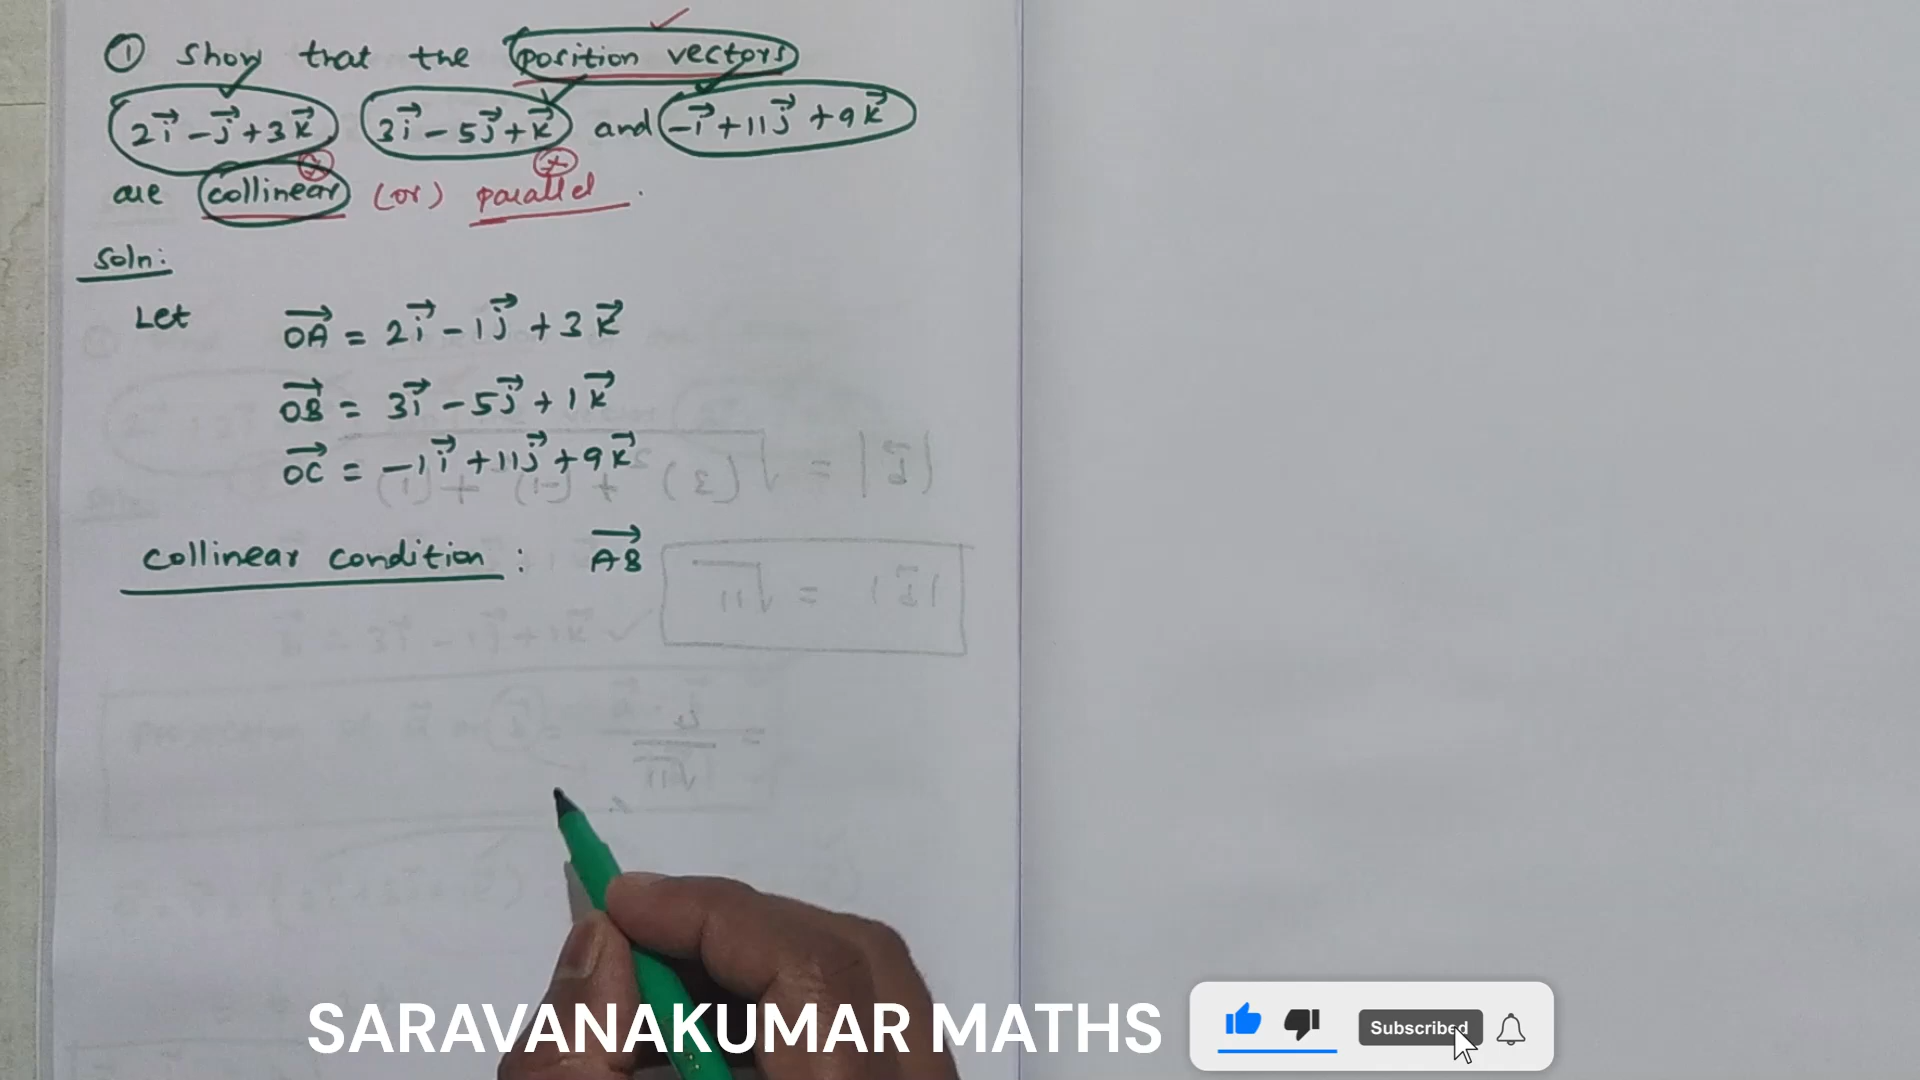 ① Show that the position vectors
2i⃗ - j⃗ + 3k⃗, 3i⃗ - 5j⃗ + k⃗ and -i⃗ + 11j⃗ + 9k⃗
are collinear (or) parallel.
Soln:
Let OA⃗ = 2i⃗ - 1j⃗ + 3k⃗
OB⃗ = 3i⃗ - 5j⃗ + 1k⃗
OC⃗ = -1i⃗ + 11j⃗ + 9k⃗
collinear condition : AB⃗
SARAVANAKUMAR MATHS
Subscribed